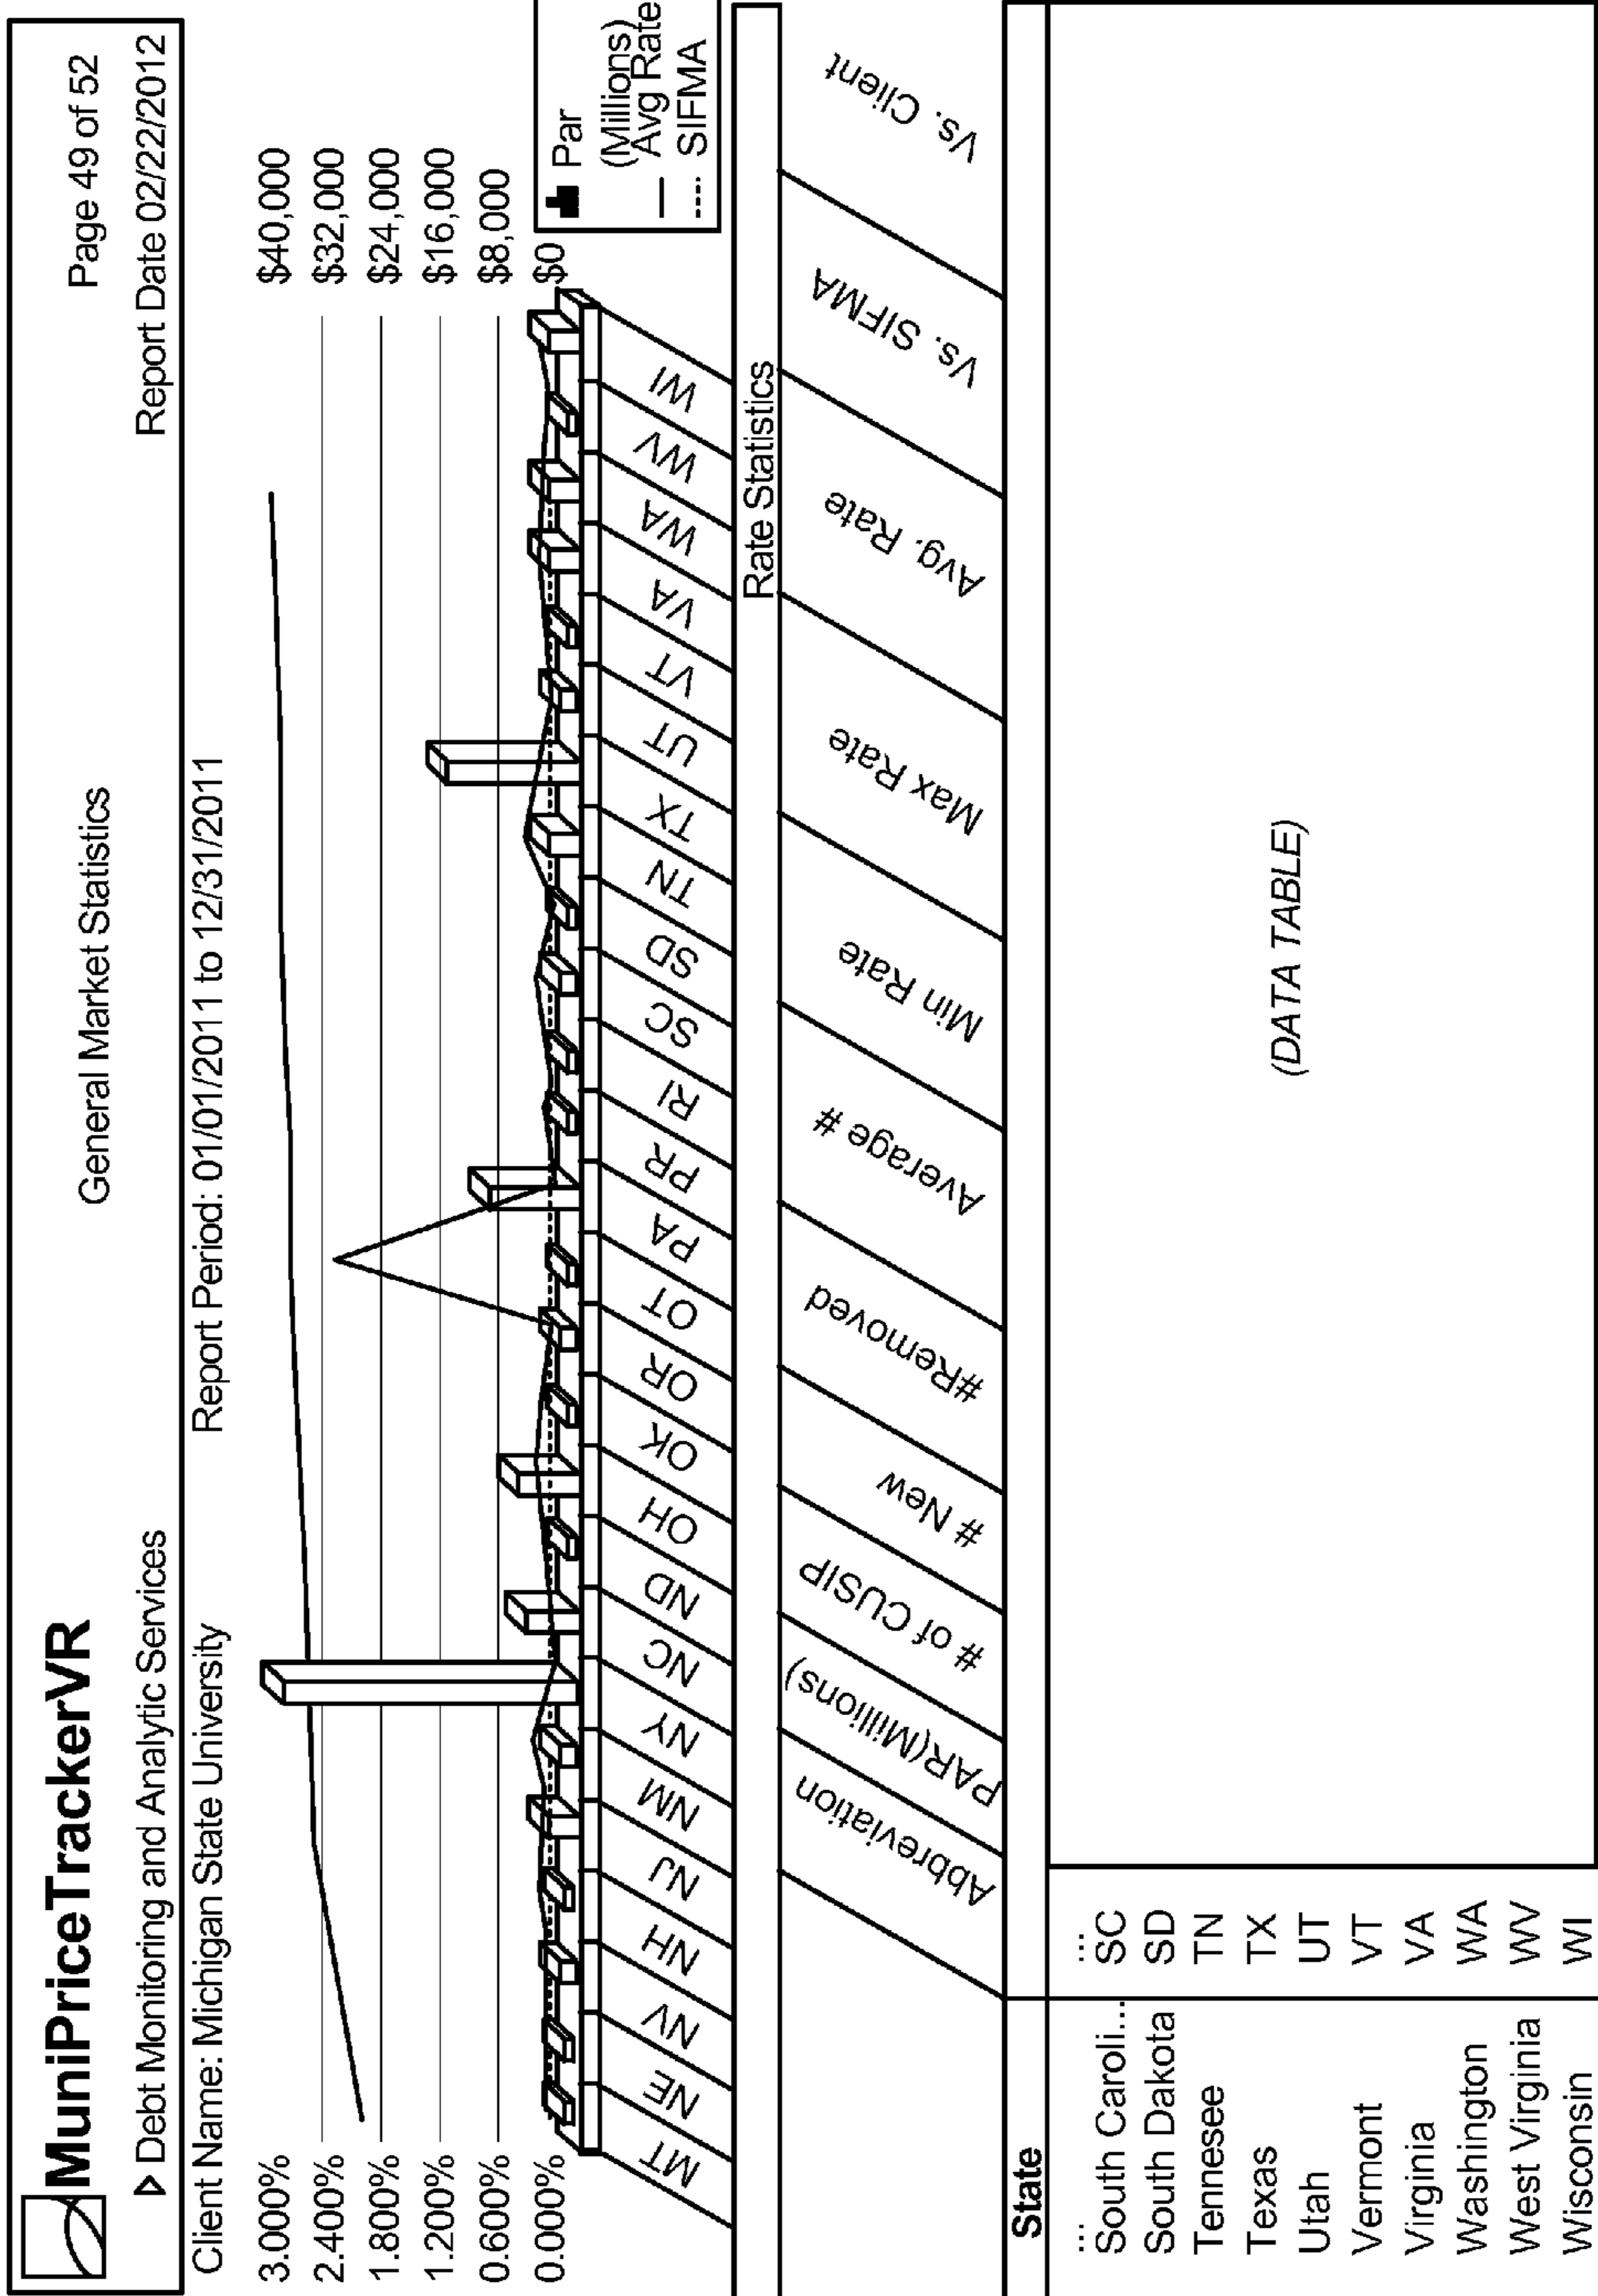 MuniPriceTrackerVR
Debt Monitoring and Analytic Services
General Market Statistics
Page 49 of 52
Report Date 02/22/2012
Client Name: Michigan State University
Report Period: 01/01/2011 to 12/31/2011
3.000%
2.400%
1.800%
1.200%
0.600%
0.000%
$40,000
$32,000
$24,000
$16,000
$8,000
$0
Par
(Millions)
Avg Rate
SIFMA
MT NE NV NH NJ NM NY NC ND OH OK OR OT PA PR RI SC SD TN TX UT VT VA WA WV WI
Rate Statistics
State
Abbreviation
PAR(Millions)
# of CUSIP
# New
#Removed
Average #
Min Rate
Max Rate
Avg. Rate
Vs. SIFMA
Vs. Client
... ...
South Caroli... SC
South Dakota SD
Tennesee TN
Texas TX
Utah UT
Vermont VT
Virginia VA
Washington WA
West Virginia WV
Wisconsin WI
(DATA TABLE)